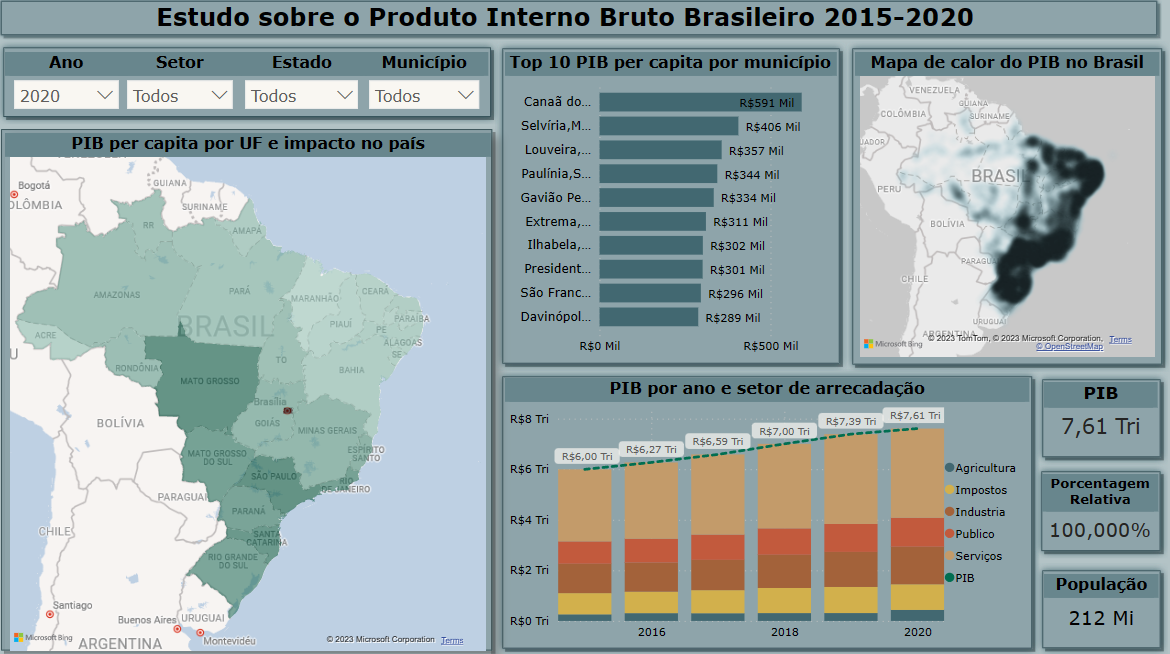 Estudo sobre o Produto Interno Bruto Brasileiro 2015-2020
Ano Setor Estado Município
2020 Todos Todos Todos
PIB per capita por UF e impacto no país
Bogotá
COLÔMBIA
VENEZUELA
GUIANA
SURINAME
RR
AMAPÁ
AMAZONAS
PARÁ
MARANHÃO
CEARÁ
BRASIL
PIAUÍ
PARAÍBA
PE
ALAGOAS
SE
ACRE
U
RONDÔNIA
TO
BAHIA
MATO GROSSO
Brasília
GOIÁS
MINAS GERAIS
BOLÍVIA
MATO GROSSO
DO SUL
ESPÍRITO
SANTO
SÃO PAULO
RIO
DE JANEIRO
PARAGUAI
PARANÁ
CHILE
SANTA
CATARINA
RIO GRANDE
DO SUL
Santiago
Buenos Aires
URUGUAI
Montevidéu
ARGENTINA
Microsoft Bing
© 2023 Microsoft Corporation Terms
Top 10 PIB per capita por município
Canaã do... R$591 Mil
Selvíria,M... R$406 Mil
Louveira,... R$357 Mil
Paulínia,S... R$344 Mil
Gavião Pe... R$334 Mil
Extrema,... R$311 Mil
Ilhabela,... R$302 Mil
President... R$301 Mil
São Franc... R$296 Mil
Davinópol... R$289 Mil
R$0 Mil R$500 Mil
Mapa de calor do PIB no Brasil
VENEZUELA
GUIANA
COLÔMBIA
SURINAME
ADOR
BRASIL
PERU
BOLÍVIA
PARAGUAI
CHILE
URUGUAI
ARGENTINA
Microsoft Bing
© 2023 TomTom, © 2023 Microsoft Corporation, Terms
© OpenStreetMap
PIB por ano e setor de arrecadação
R$8 Tri
R$6 Tri
R$4 Tri
R$2 Tri
R$0 Tri
R$6,00 Tri
R$6,27 Tri
R$6,59 Tri
R$7,00 Tri
R$7,39 Tri
R$7,61 Tri
2016 2018 2020
Agricultura
Impostos
Industria
Publico
Serviços
PIB
PIB
7,61 Tri
Porcentagem
Relativa
100,000%
População
212 Mi